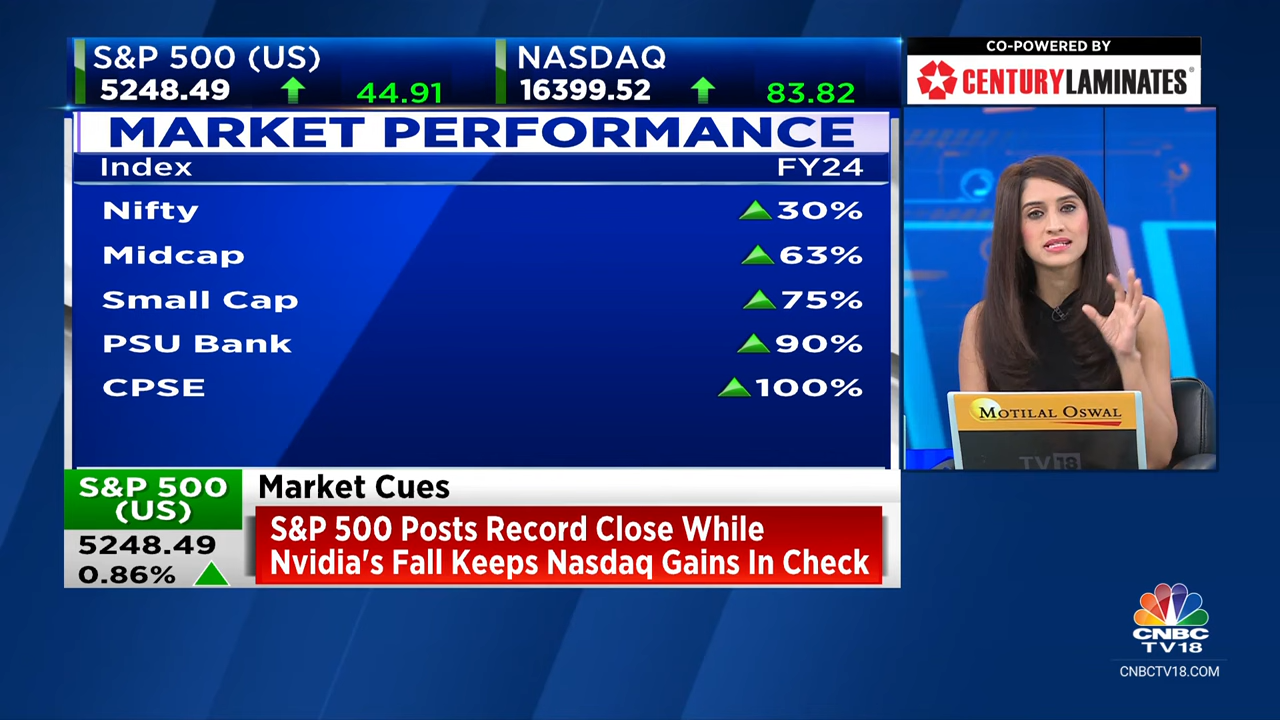 S&P 500 (US)
5248.49 44.91
NASDAQ
16399.52 83.82
CO-POWERED BY
CENTURYLAMINATES®
MARKET PERFORMANCE
Index FY24
Nifty 30%
Midcap 63%
Small Cap 75%
PSU Bank 90%
CPSE 100%
MOTILAL OSWAL
TV18
S&P 500
(US)
5248.49
0.86%
Market Cues
S&P 500 Posts Record Close While
Nvidia's Fall Keeps Nasdaq Gains In Check
CNBC
TV18
CNBCTV18.COM